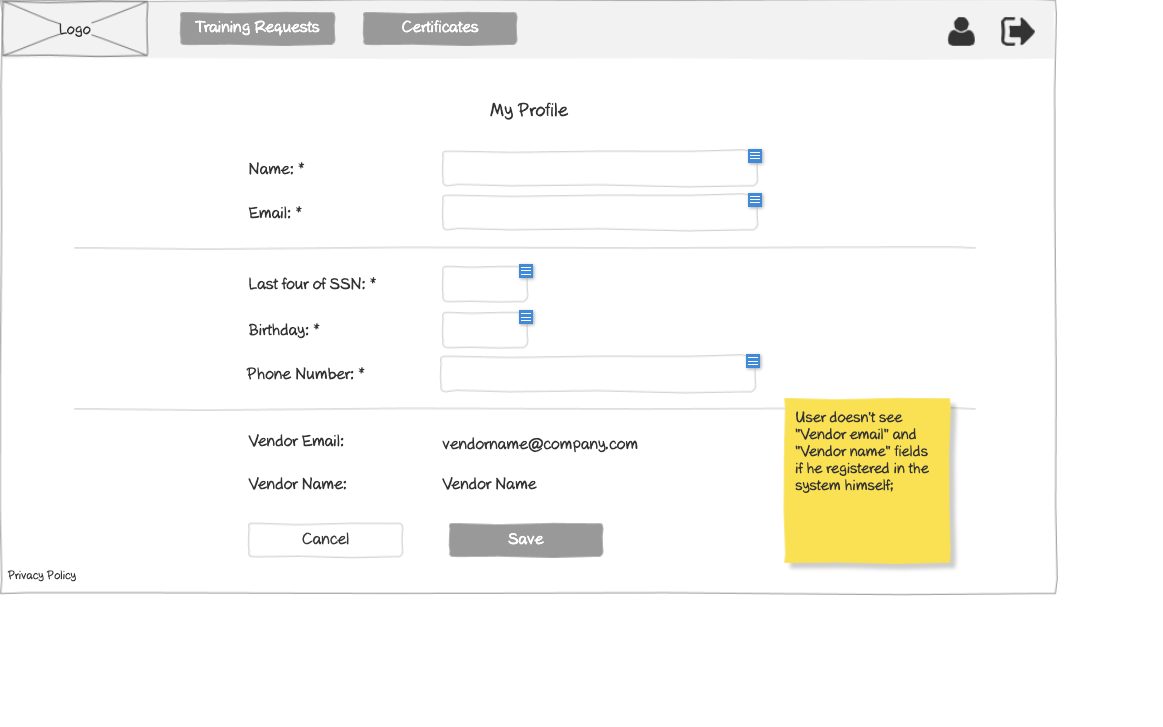 Logo
Training Requests
Certificates
My Profile
Name: *
Email: *
Last four of SSN: *
Birthday: *
Phone Number: *
Vendor Email:
vendorname@company.com
Vendor Name:
Vendor Name
User doesn't see
"Vendor email" and
"Vendor name" fields
if he registered in the
system himself;
Cancel
Save
Privacy Policy